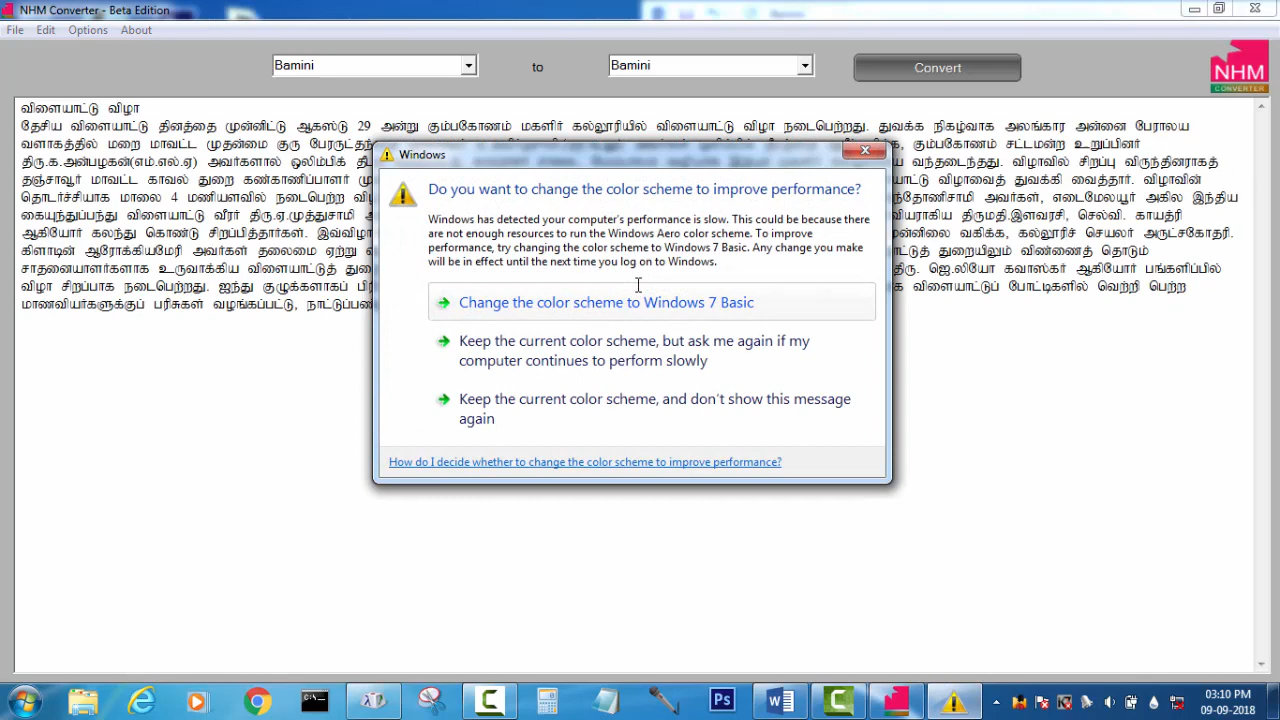 NHM Converter - Beta Edition
File Edit Options About
Bamini to Bamini Convert
NHM
CONVERTER
விளையாட்டு விழா
தேசிய விளையாட்டு தினத்தை முன்னிட்டு ஆகஸ்டு 29 அன்று கும்பகோணம் மகளிர் கல்லூரியில் விளையாட்டு விழா நடைபெற்றது. துவக்க நிகழ்வாக அலங்கார அன்னை பேராலய
வளாகத்தில் மறை மாவட்ட முதன்மை குரு கும்பகோணம் சட்டமன்ற உறுப்பினர்
திரு.க.அன்பழகன்(எம்.எல்.ஏ) அவர்களால் ஒலிம்பிக் வந்தடைந்தது. விழாவில் சிறப்பு விருந்தினராகத்
தஞ்சாவூர் மாவட்ட காவல் துறை கண்காணிப்பாளர் விழாவைத் துவக்கி வைத்தார். விழாவின்
தொடர்ச்சியாக மாலை 4 மணியளவில் நடைபெற்ற அவர்கள், எடைமேலையூர் அகில இந்திய
கையுந்துப்பந்து விளையாட்டு வீரர் திரு.ஏ.முத்துசாமி திருமதி.இளவரசி, செல்வி. காயத்ரி
ஆகியோர் கலந்து கொண்டு சிறப்பித்தார்கள். வகிக்க, கல்லூரிச் செயலர் அருட்சகோதரி.
கிளாடின் ஆரோக்கியமேரி அவர்கள் தலைமை ஏற்று துறையிலும் விண்ணைத் தொடும்
சாதனையாளர்களாக உருவாக்கிய விளையாட்டுத் திரு. ஜெ.லியோ கவாஸ்கர் ஆகியோர் பங்களிப்பில்
விழா சிறப்பாக நடைபெற்றது. ஐந்து குழுக்களாகப் விளையாட்டுப் போட்டிகளில் வெற்றி பெற்ற
மாணவியர்களுக்குப் பரிசுகள் வழங்கப்பட்டு,
Windows
Do you want to change the color scheme to improve performance?
Windows has detected your computer's performance is slow. This could be because there
are not enough resources to run the Windows Aero color scheme. To improve
performance, try changing the color scheme to Windows 7 Basic. Any change you make
will be in effect until the next time you log on to Windows.
Change the color scheme to Windows 7 Basic
Keep the current color scheme, but ask me again if my
computer continues to perform slowly
Keep the current color scheme, and don't show this message
again
How do I decide whether to change the color scheme to improve performance?
Ps
03:10 PM
09-09-2018